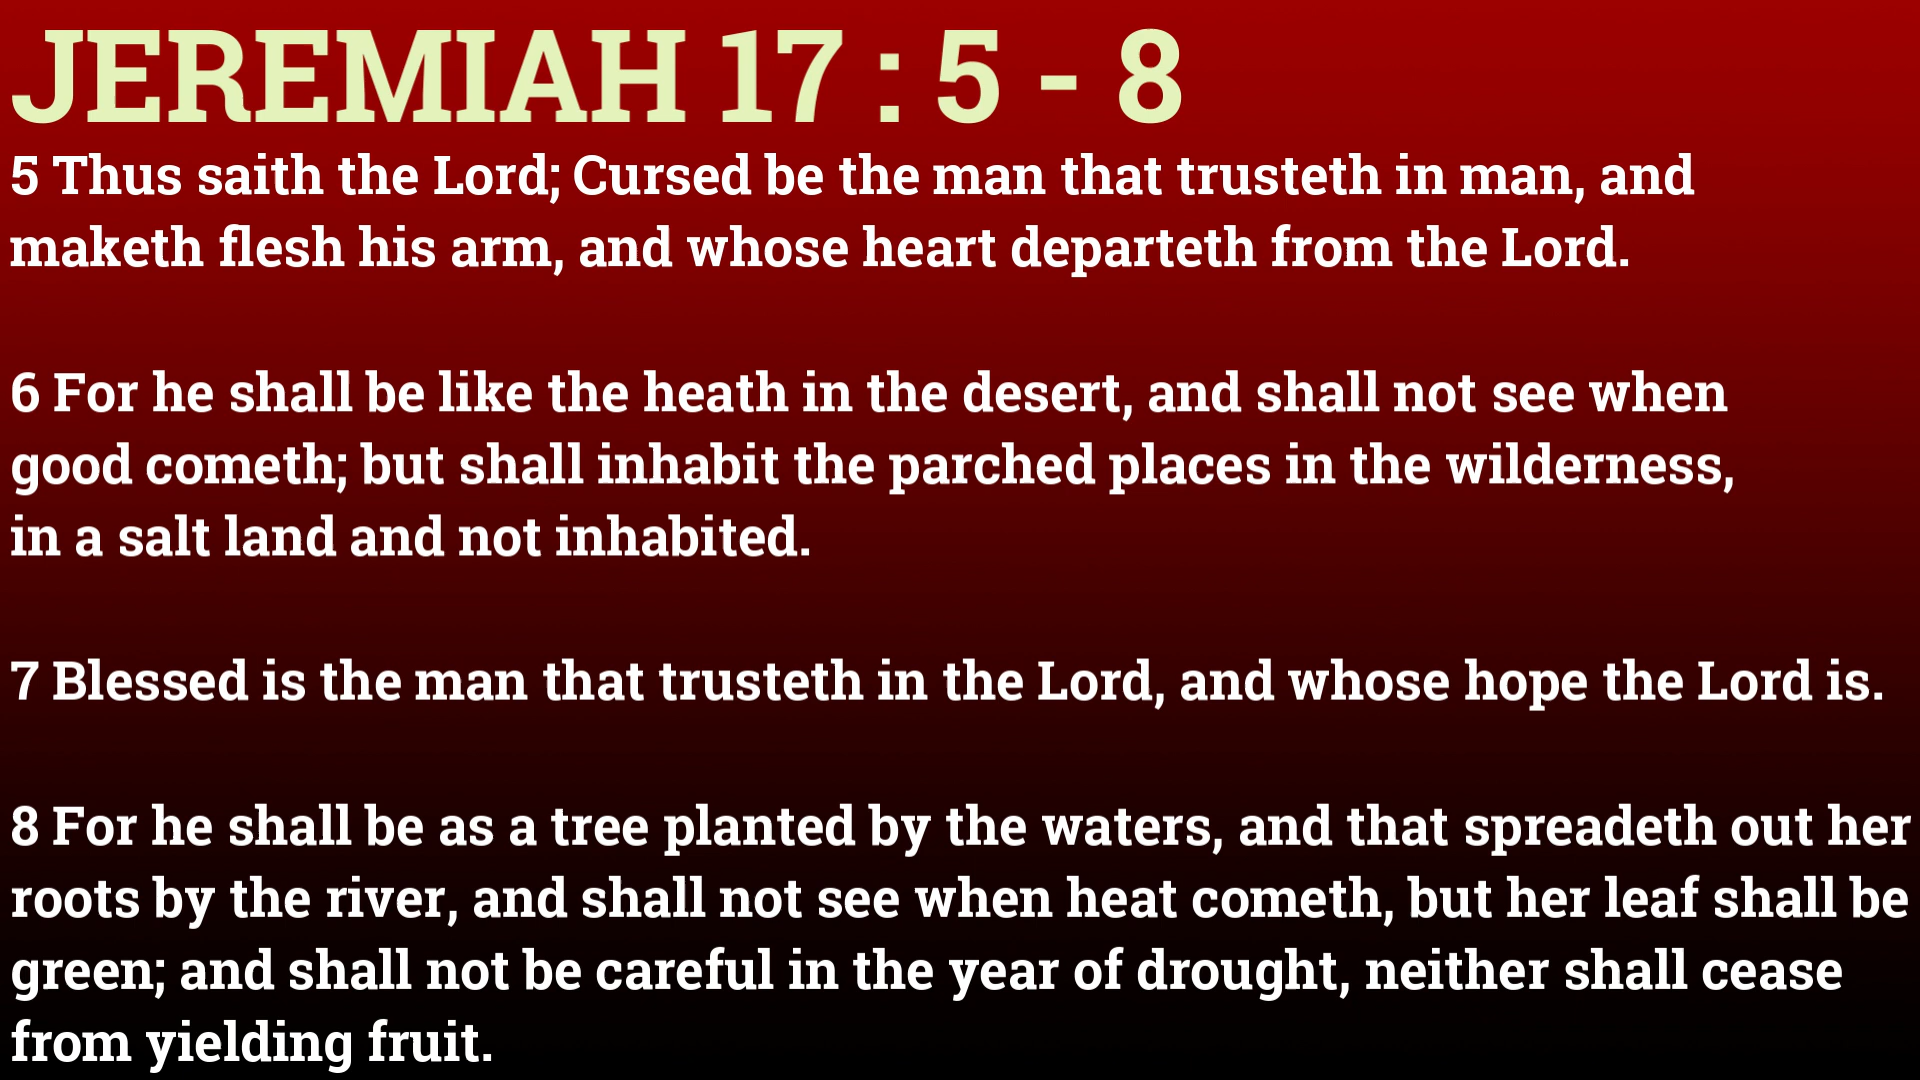 JEREMIAH 17 : 5 - 8
5 Thus saith the Lord; Cursed be the man that trusteth in man, and
maketh flesh his arm, and whose heart departeth from the Lord.
6 For he shall be like the heath in the desert, and shall not see when
good cometh; but shall inhabit the parched places in the wilderness,
in a salt land and not inhabited.
7 Blessed is the man that trusteth in the Lord, and whose hope the Lord is.
8 For he shall be as a tree planted by the waters, and that spreadeth out her
roots by the river, and shall not see when heat cometh, but her leaf shall be
green; and shall not be careful in the year of drought, neither shall cease
from yielding fruit.